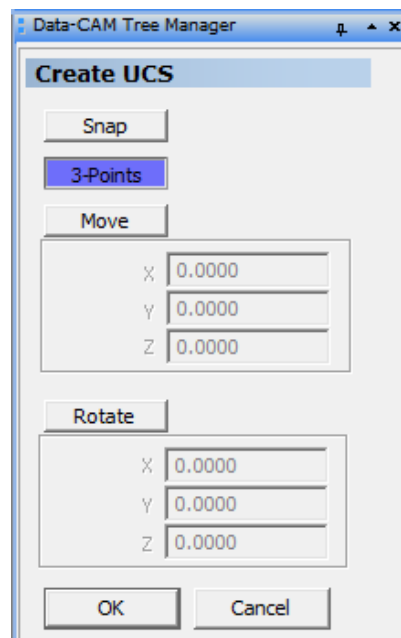 Data-CAM Tree Manager
Create UCS
Snap
3-Points
Move
X 0.0000
Y 0.0000
Z 0.0000
Rotate
X 0.0000
Y 0.0000
Z 0.0000
OK Cancel